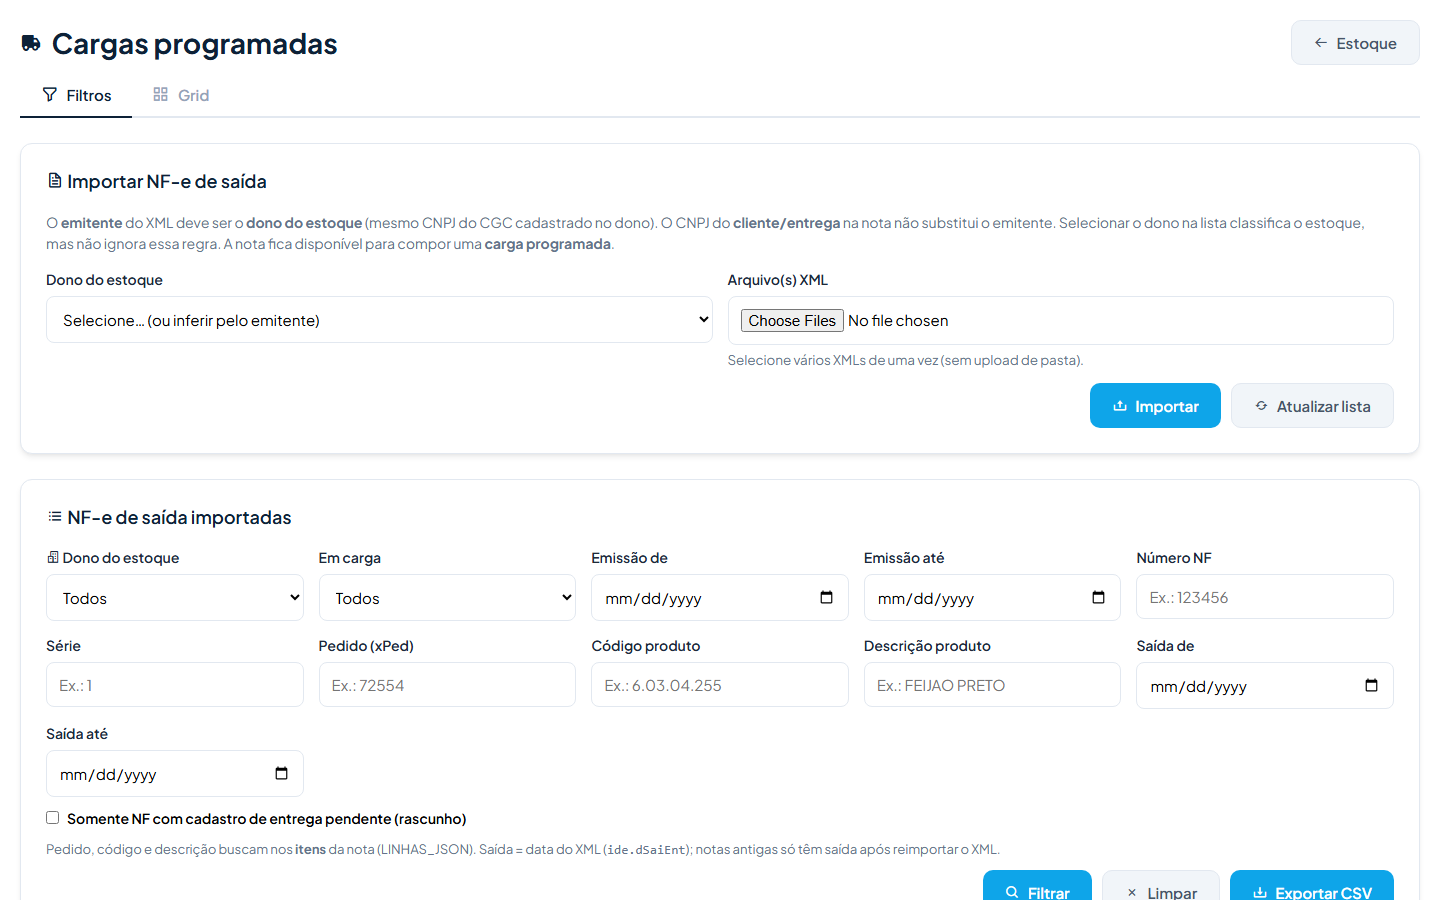 Cargas programadas
Estoque
Filtros
Grid
Importar NF-e de saída
O emitente do XML deve ser o dono do estoque (mesmo CNPJ do CGC cadastrado no dono). O CNPJ do cliente/entrega na nota não substitui o emitente. Selecionar o dono na lista classifica o estoque,
mas não ignora essa regra. A nota fica disponível para compor uma carga programada.
Dono do estoque
Arquivo(s) XML
Selecione... (ou inferir pelo emitente)
Choose Files No file chosen
Selecione vários XMLs de uma vez (sem upload de pasta).
Importar
Atualizar lista
NF-e de saída importadas
Dono do estoque
Em carga
Emissão de
Emissão até
Número NF
Todos
Todos
mm/dd/yyyy
mm/dd/yyyy
Ex.: 123456
Série
Pedido (xPed)
Código produto
Descrição produto
Saída de
Ex.: 1
Ex.: 72554
Ex.: 6.03.04.255
Ex.: FEIJAO PRETO
mm/dd/yyyy
Saída até
mm/dd/yyyy
Somente NF com cadastro de entrega pendente (rascunho)
Pedido, código e descrição buscam nos itens da nota (LINHAS_JSON). Saída = data do XML (ide.dSaiEnt); notas antigas só têm saída após reimportar o XML.
Filtrar
Limpar
Exportar CSV